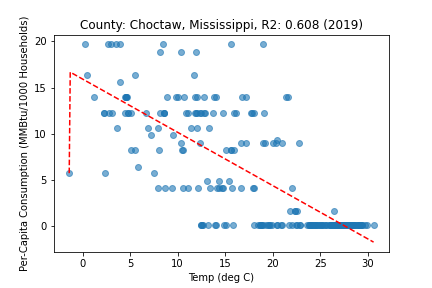 County: Choctaw, Mississippi, R2: 0.608 (2019)
Per-Capita Consumption (MMBtu/1000 Households)
20
15
10
5
0
0 5 10 15 20 25 30
Temp (deg C)